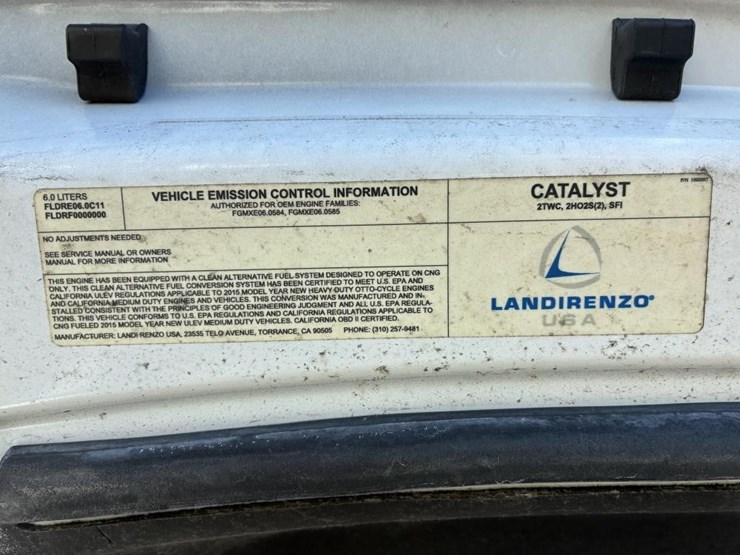 6.0 LITERS
FLDRE06.0C11
FLDRF0000000
VEHICLE EMISSION CONTROL INFORMATION
AUTHORIZED FOR OEM ENGINE FAMILIES:
FGMXE06.0584, FGMXE06.0585
CATALYST
2TWC, 2HO2S(2), SFI
P/N
NO ADJUSTMENTS NEEDED
SEE SERVICE MANUAL OR OWNERS
MANUAL FOR MORE INFORMATION
THIS ENGINE HAS BEEN EQUIPPED WITH A CLEAN ALTERNATIVE FUEL SYSTEM DESIGNED TO OPERATE ON CNG
ONLY. THIS CLEAN ALTERNATIVE FUEL CONVERSION SYSTEM HAS BEEN CERTIFIED TO MEET U.S. EPA AND
CALIFORNIA ULEV REGULATIONS APPLICABLE TO 2015 MODEL YEAR NEW HEAVY DUTY OTTO-CYCLE ENGINES
AND CALIFORNIA MEDIUM DUTY ENGINES AND VEHICLES. THIS CONVERSION WAS MANUFACTURED AND IN-
STALLED CONSISTENT WITH THE PRINCIPLES OF GOOD ENGINEERING JUDGMENT AND ALL U.S. EPA REGULA-
TIONS. THIS VEHICLE CONFORMS TO U.S. EPA REGULATIONS AND CALIFORNIA REGULATIONS APPLICABLE TO
CNG FUELED 2015 MODEL YEAR NEW ULEV MEDIUM DUTY VEHICLES. CALIFORNIA OBD II CERTIFIED.
MANUFACTURER: LANDI RENZO USA, 23535 TELO AVENUE, TORRANCE, CA 90505 PHONE: (310) 257-9481
LANDIRENZO®
USA